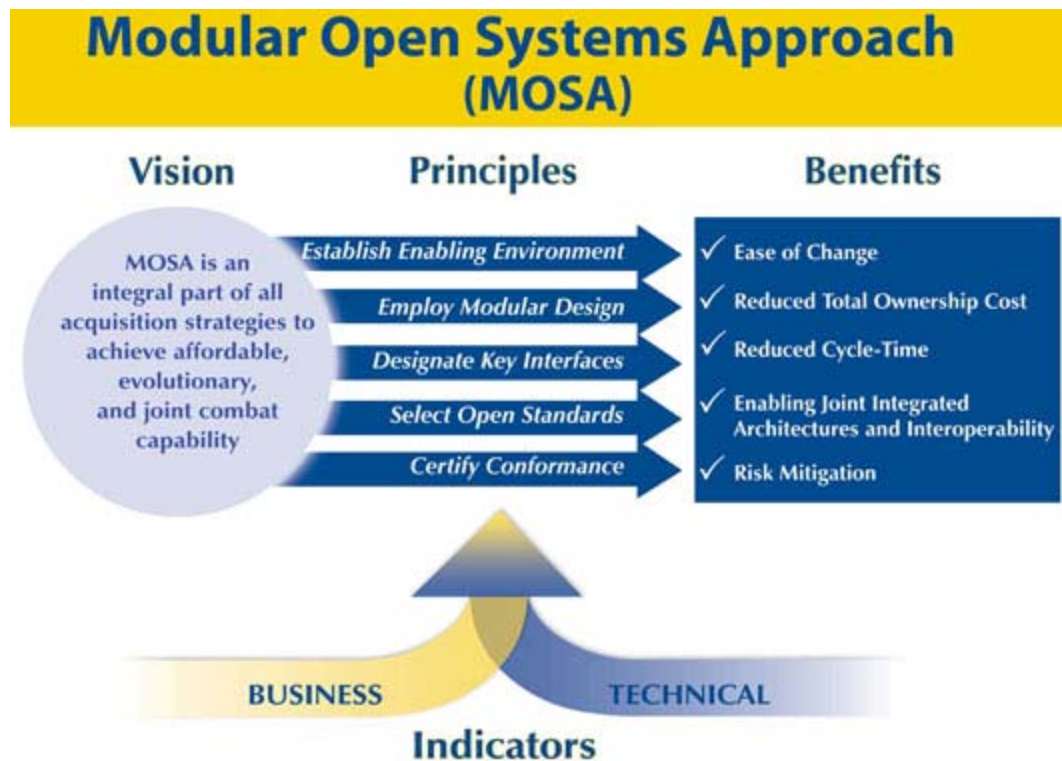 Modular Open Systems Approach
(MOSA)
Vision
Principles
Benefits
MOSA is an
integral part of all
acquisition strategies to
achieve affordable,
evolutionary,
and joint combat
capability
Establish Enabling Environment
Employ Modular Design
Designate Key Interfaces
Select Open Standards
Certify Conformance
✓ Ease of Change
✓ Reduced Total Ownership Cost
✓ Reduced Cycle-Time
✓ Enabling Joint Integrated
Architectures and Interoperability
✓ Risk Mitigation
BUSINESS
TECHNICAL
Indicators